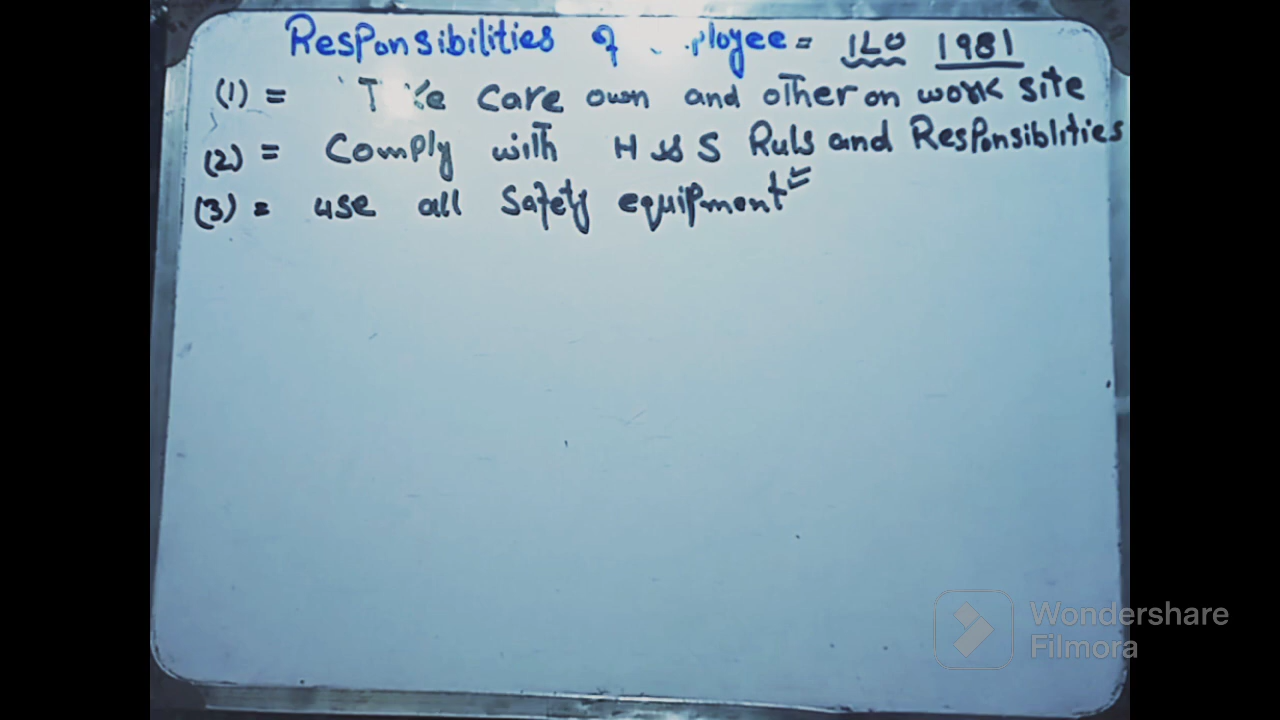 Responsibilities of ployee = ILO 1981
(1) = Take care own and other on work site
(2) = Comply with H & S Ruls and Responsiblities
(3) = use all Safety equipment
Wondershare
Filmora